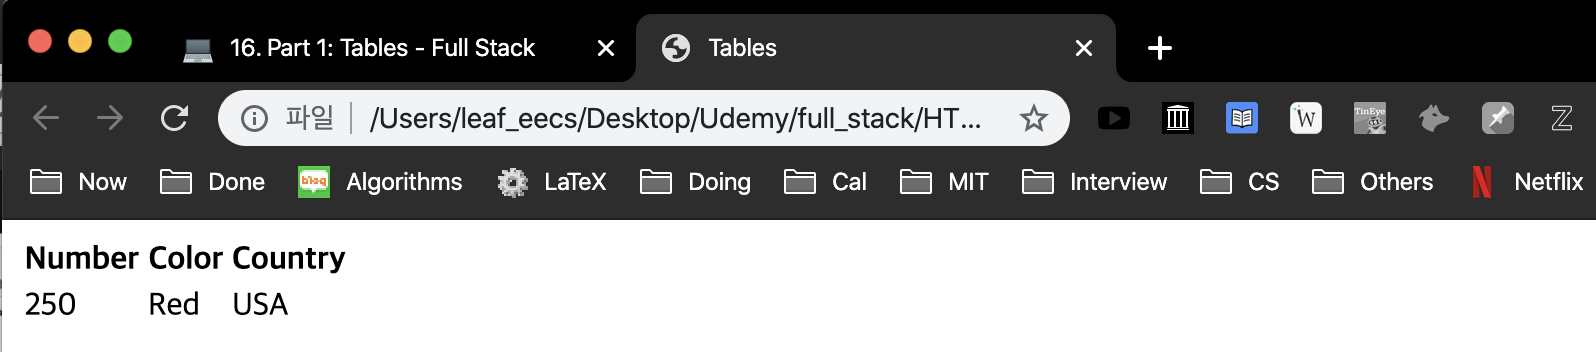 16. Part 1: Tables - Full Stack
Tables
파일 /Users/leaf_eecs/Desktop/Udemy/full_stack/HT...
W
TinEye
Z
Now Done blog Algorithms LaTeX Doing Cal MIT Interview CS Others N Netflix
Number Color Country
250 Red USA